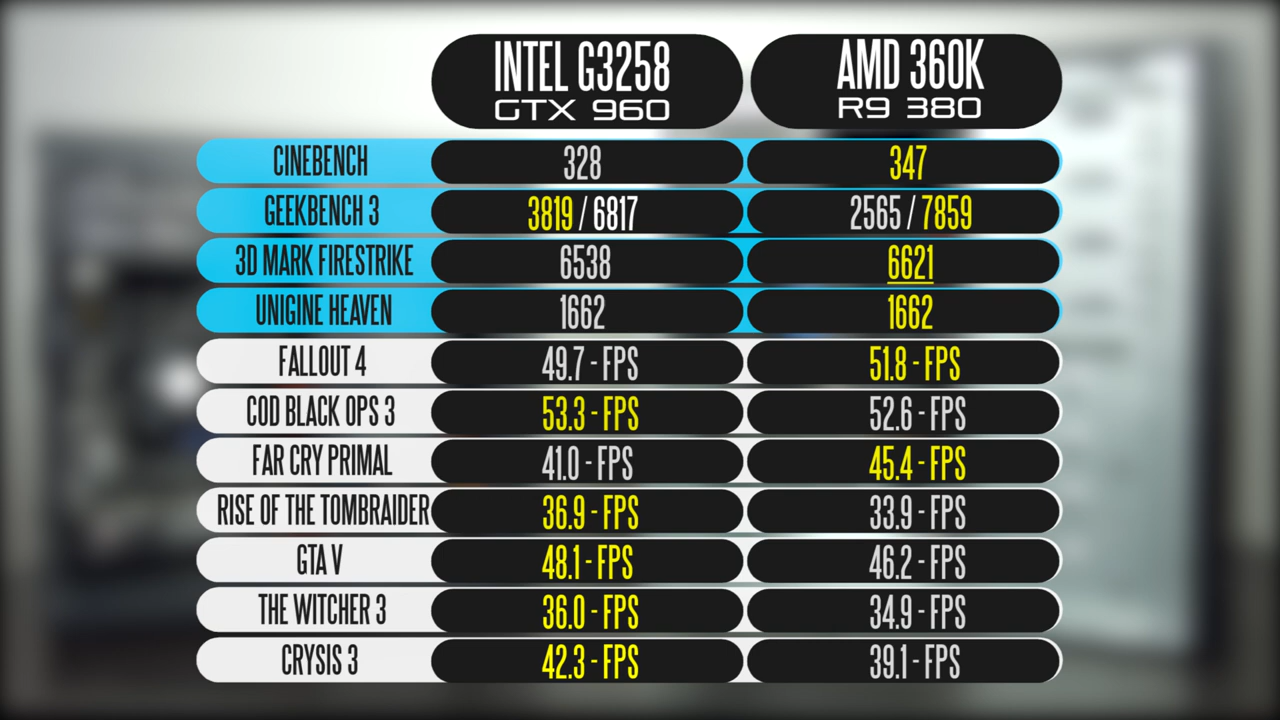 INTEL G3258 AMD 360K
GTX 960 R9 380
CINEBENCH 328 347
GEEKBENCH 3 3819 / 6817 2565 / 7859
3D MARK FIRESTRIKE 6538 6621
UNIGINE HEAVEN 1662 1662
FALLOUT 4 49.7 - FPS 51.8 - FPS
COD BLACK OPS 3 53.3 - FPS 52.6 - FPS
FAR CRY PRIMAL 41.0 - FPS 45.4 - FPS
RISE OF THE TOMBRAIDER 36.9 - FPS 33.9 - FPS
GTA V 48.1 - FPS 46.2 - FPS
THE WITCHER 3 36.0 - FPS 34.9 - FPS
CRYSIS 3 42.3 - FPS 39.1 - FPS